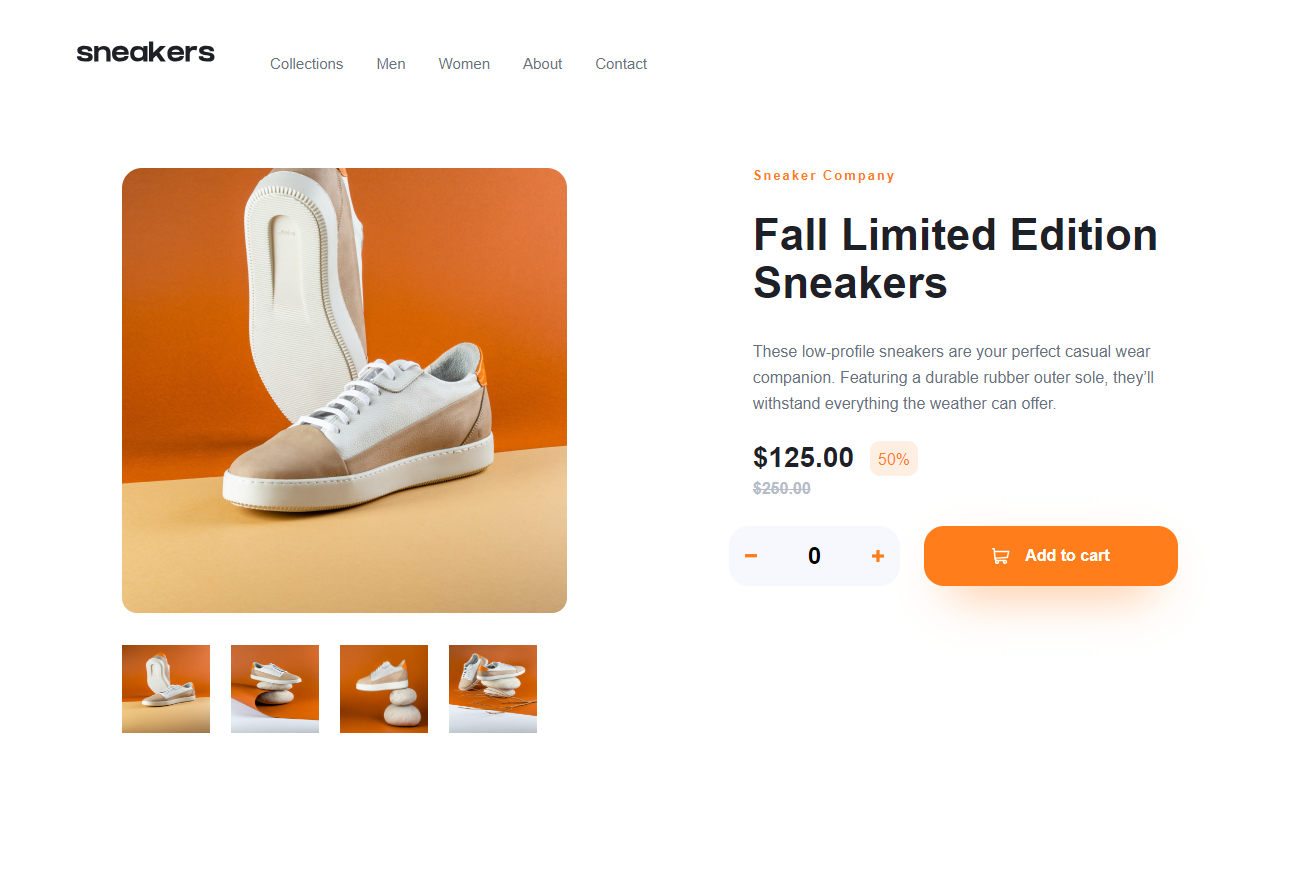 sneakers
Collections Men Women About Contact
Sneaker Company
Fall Limited Edition
Sneakers
These low-profile sneakers are your perfect casual wear
companion. Featuring a durable rubber outer sole, they’ll
withstand everything the weather can offer.
$125.00 50%
$250.00
0
Add to cart